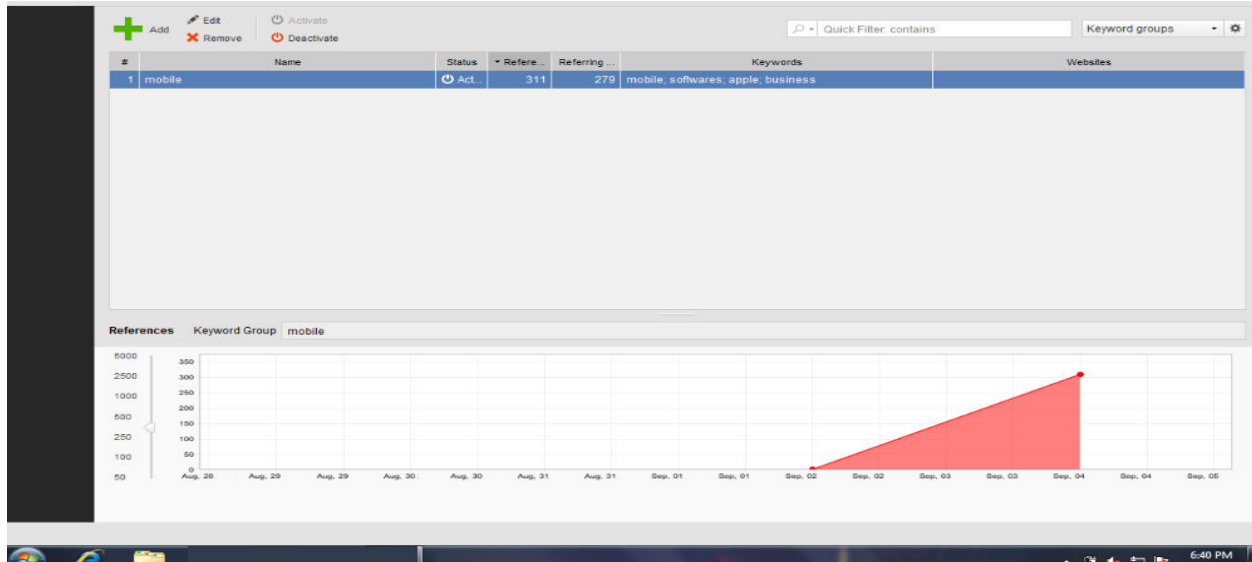 Add
Edit
Remove
Activate
Deactivate
Quick Filter: contains
Keyword groups
# Name Status Refere... Referring ... Keywords Websites
1 mobile Act... 311 279 mobile; softwares; apple; business
References Keyword Group mobile
5000
2500
1000
500
250
100
50
350
300
250
200
150
100
50
0
Aug, 28 Aug, 29 Aug, 29 Aug, 30 Aug, 30 Aug, 31 Aug, 31 Sep, 01 Sep, 01 Sep, 02 Sep, 02 Sep, 03 Sep, 03 Sep, 04 Sep, 04 Sep, 05
6:40 PM